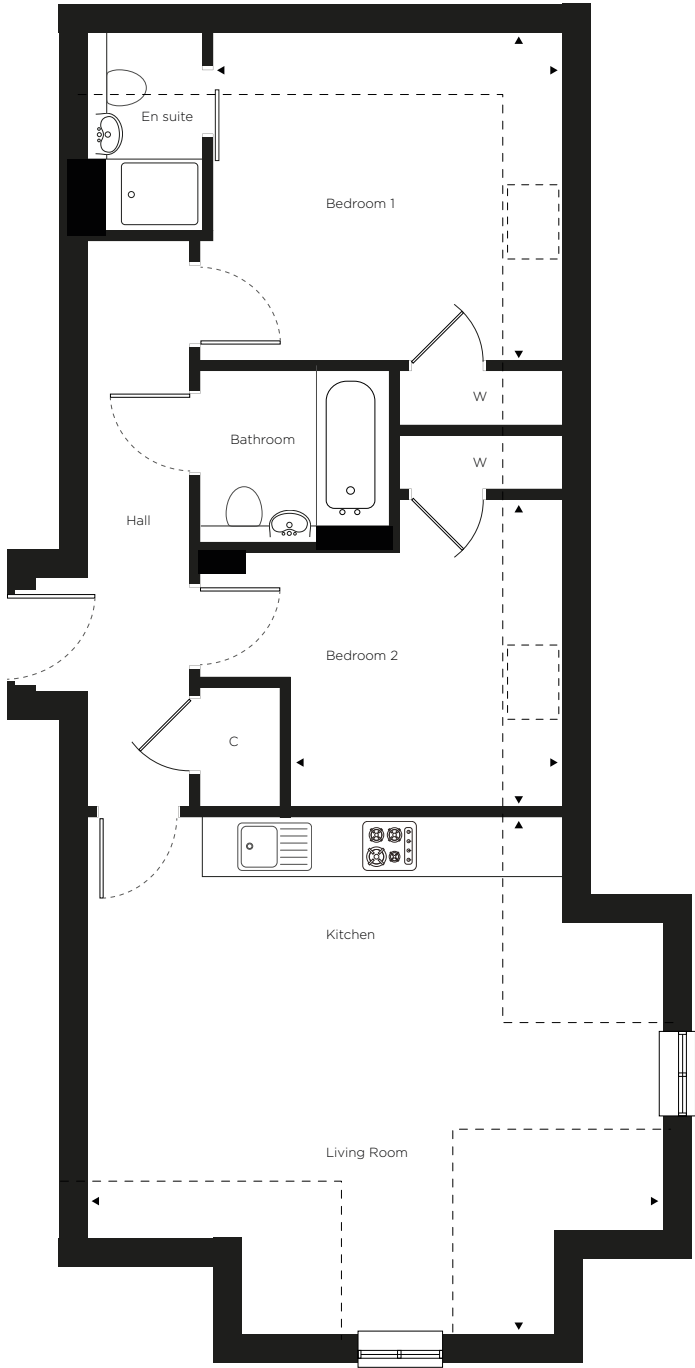 En suite
Bedroom 1
W
Bathroom
W
Hall
Bedroom 2
C
Kitchen
Living Room